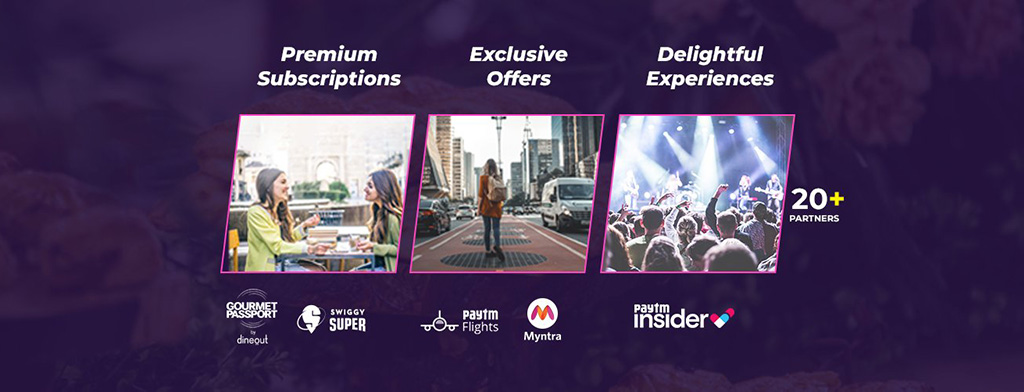 Premium
Subscriptions
Exclusive
Offers
Delightful
Experiences
20+
PARTNERS
GOURMET
PASSPORT
by
dineout
SWIGGY
SUPER
paytm
Flights
Myntra
paytm
insider